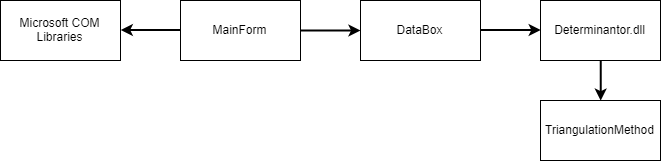 Microsoft COM
Libraries
MainForm
DataBox
Determinantor.dll
TriangulationMethod